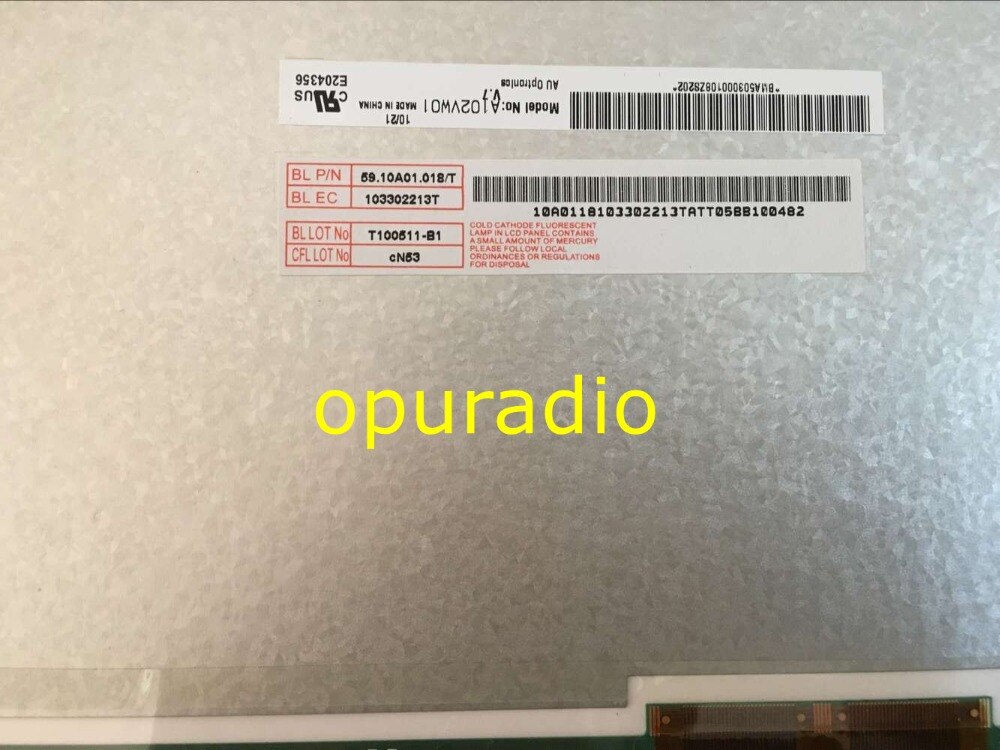 Model No: A102VW01 MADE IN CHINA 10/21
AU Optronics V.7
E204356
C RU US
BL P/N 59.10A01.018/T
BL EC 103302213T
10A0118103302213TATT05BB100482
BL LOT No T100511-B1
CFL LOT No cN53
COLD CATHODE FLUORESCENT
LAMP IN LCD PANEL CONTAINS
A SMALL AMOUNT OF MERCURY
PLEASE FOLLOW LOCAL
ORDINANCES OR REGULATIONS
FOR DISPOSAL
opuradio